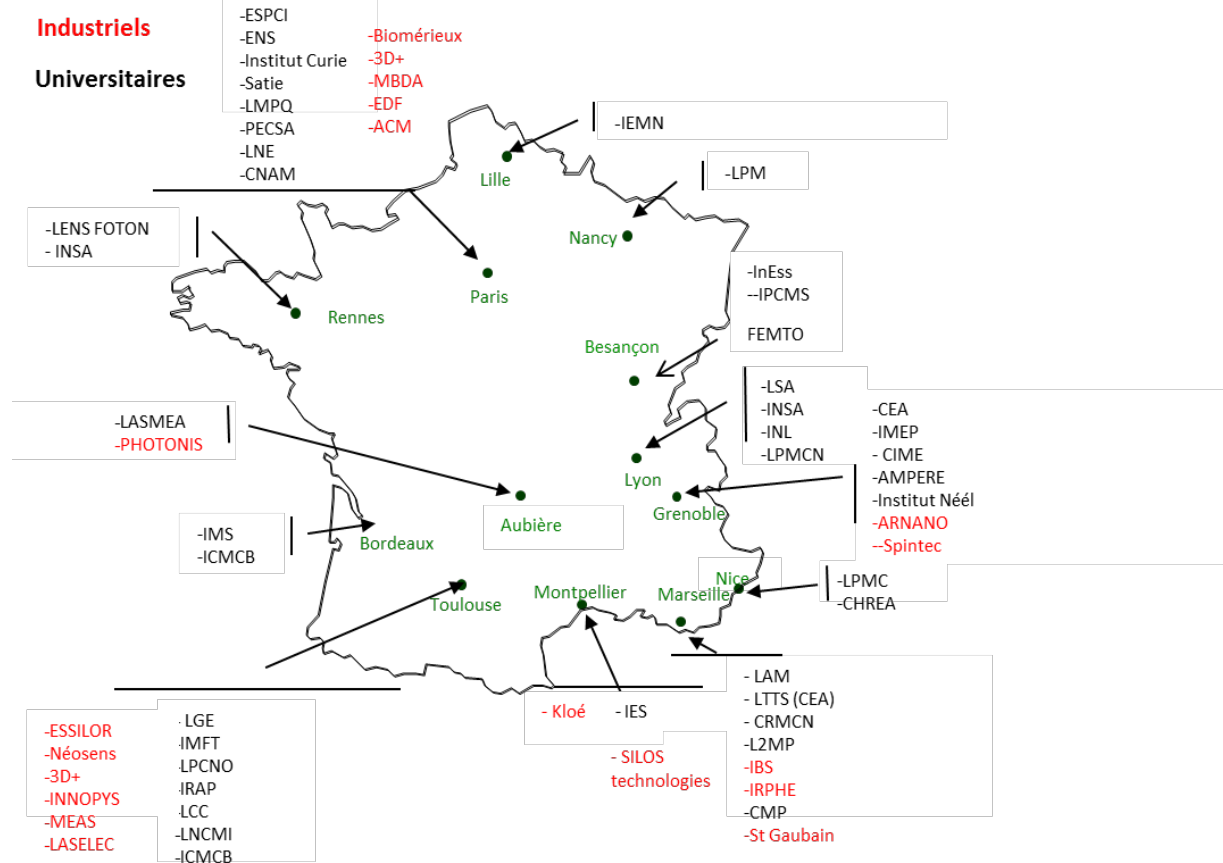 Industriels
Universitaires
-ESPCI
-ENS
-Institut Curie
-Satie
-LMPQ
-PECSA
-LNE
-CNAM
-Biomérieux
-3D+
-MBDA
-EDF
-ACM
-IEMN
Lille
-LPM
Nancy
-LENS FOTON
- INSA
Rennes
Paris
-InEss
--IPCMS
FEMTO
Besançon
-LSA
-INSA
-INL
-LPMCN
Lyon
-CEA
-IMEP
- CIME
-AMPERE
-Institut Néél
-ARNANO
--Spintec
Grenoble
-LASMEA
-PHOTONIS
Aubière
-IMS
-ICMCB
Bordeaux
Toulouse
Montpellier
Marseille
Nice
-LPMC
-CHREA
- LAM
- LTTS (CEA)
- CRMCN
-L2MP
-IBS
-IRPHE
-CMP
-St Gaubain
- Kloé
- IES
- SILOS
technologies
-ESSILOR
-Néosens
-3D+
-INNOPYS
-MEAS
-LASELEC
- LGE
-IMFT
-LPCNO
-IRAP
-LCC
-LNCMI
-ICMCB